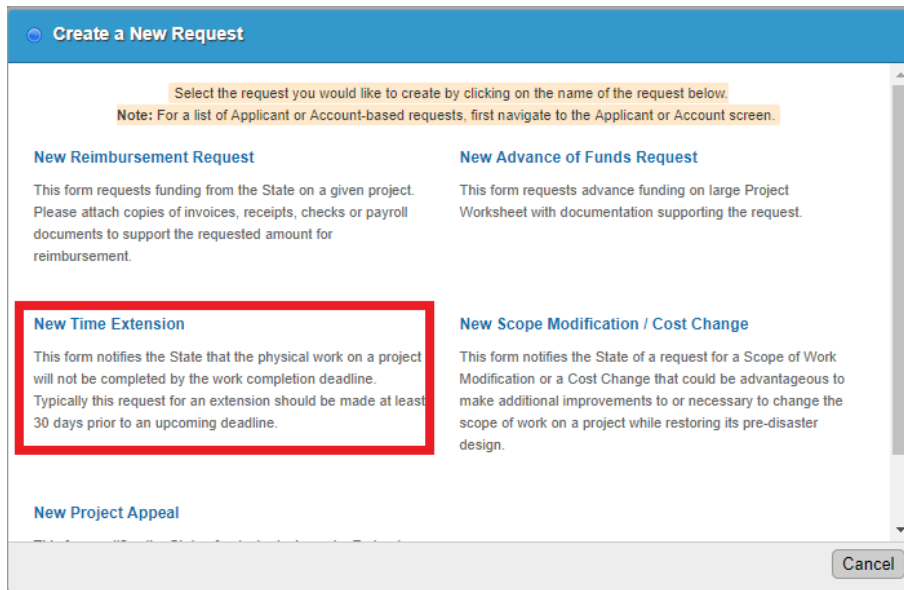 Create a New Request
Select the request you would like to create by clicking on the name of the request below.
Note: For a list of Applicant or Account-based requests, first navigate to the Applicant or Account screen.
New Reimbursement Request
This form requests funding from the State on a given project.
Please attach copies of invoices, receipts, checks or payroll
documents to support the requested amount for
reimbursement.
New Advance of Funds Request
This form requests advance funding on large Project
Worksheet with documentation supporting the request.
New Time Extension
This form notifies the State that the physical work on a project
will not be completed by the work completion deadline.
Typically this request for an extension should be made at least
30 days prior to an upcoming deadline.
New Scope Modification / Cost Change
This form notifies the State of a request for a Scope of Work
Modification or a Cost Change that could be advantageous to
make additional improvements to or necessary to change the
scope of work on a project while restoring its pre-disaster
design.
New Project Appeal
Cancel